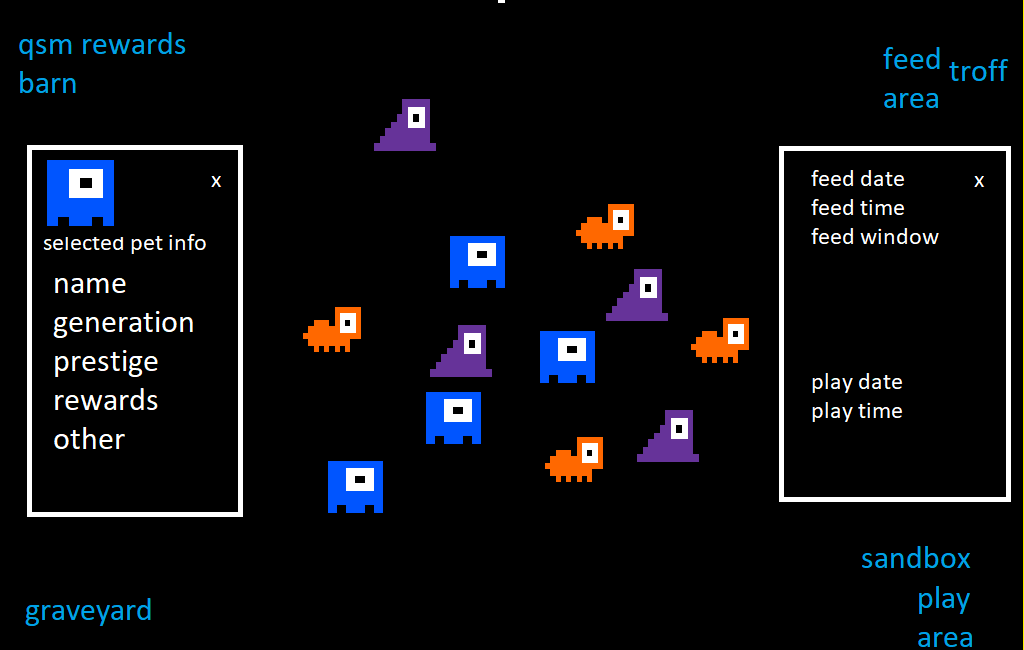 qsm rewards
barn
feed
area
troff
x
selected pet info
name
generation
prestige
rewards
other
feed date
x
feed time
feed window
play date
play time
graveyard
sandbox
play
area